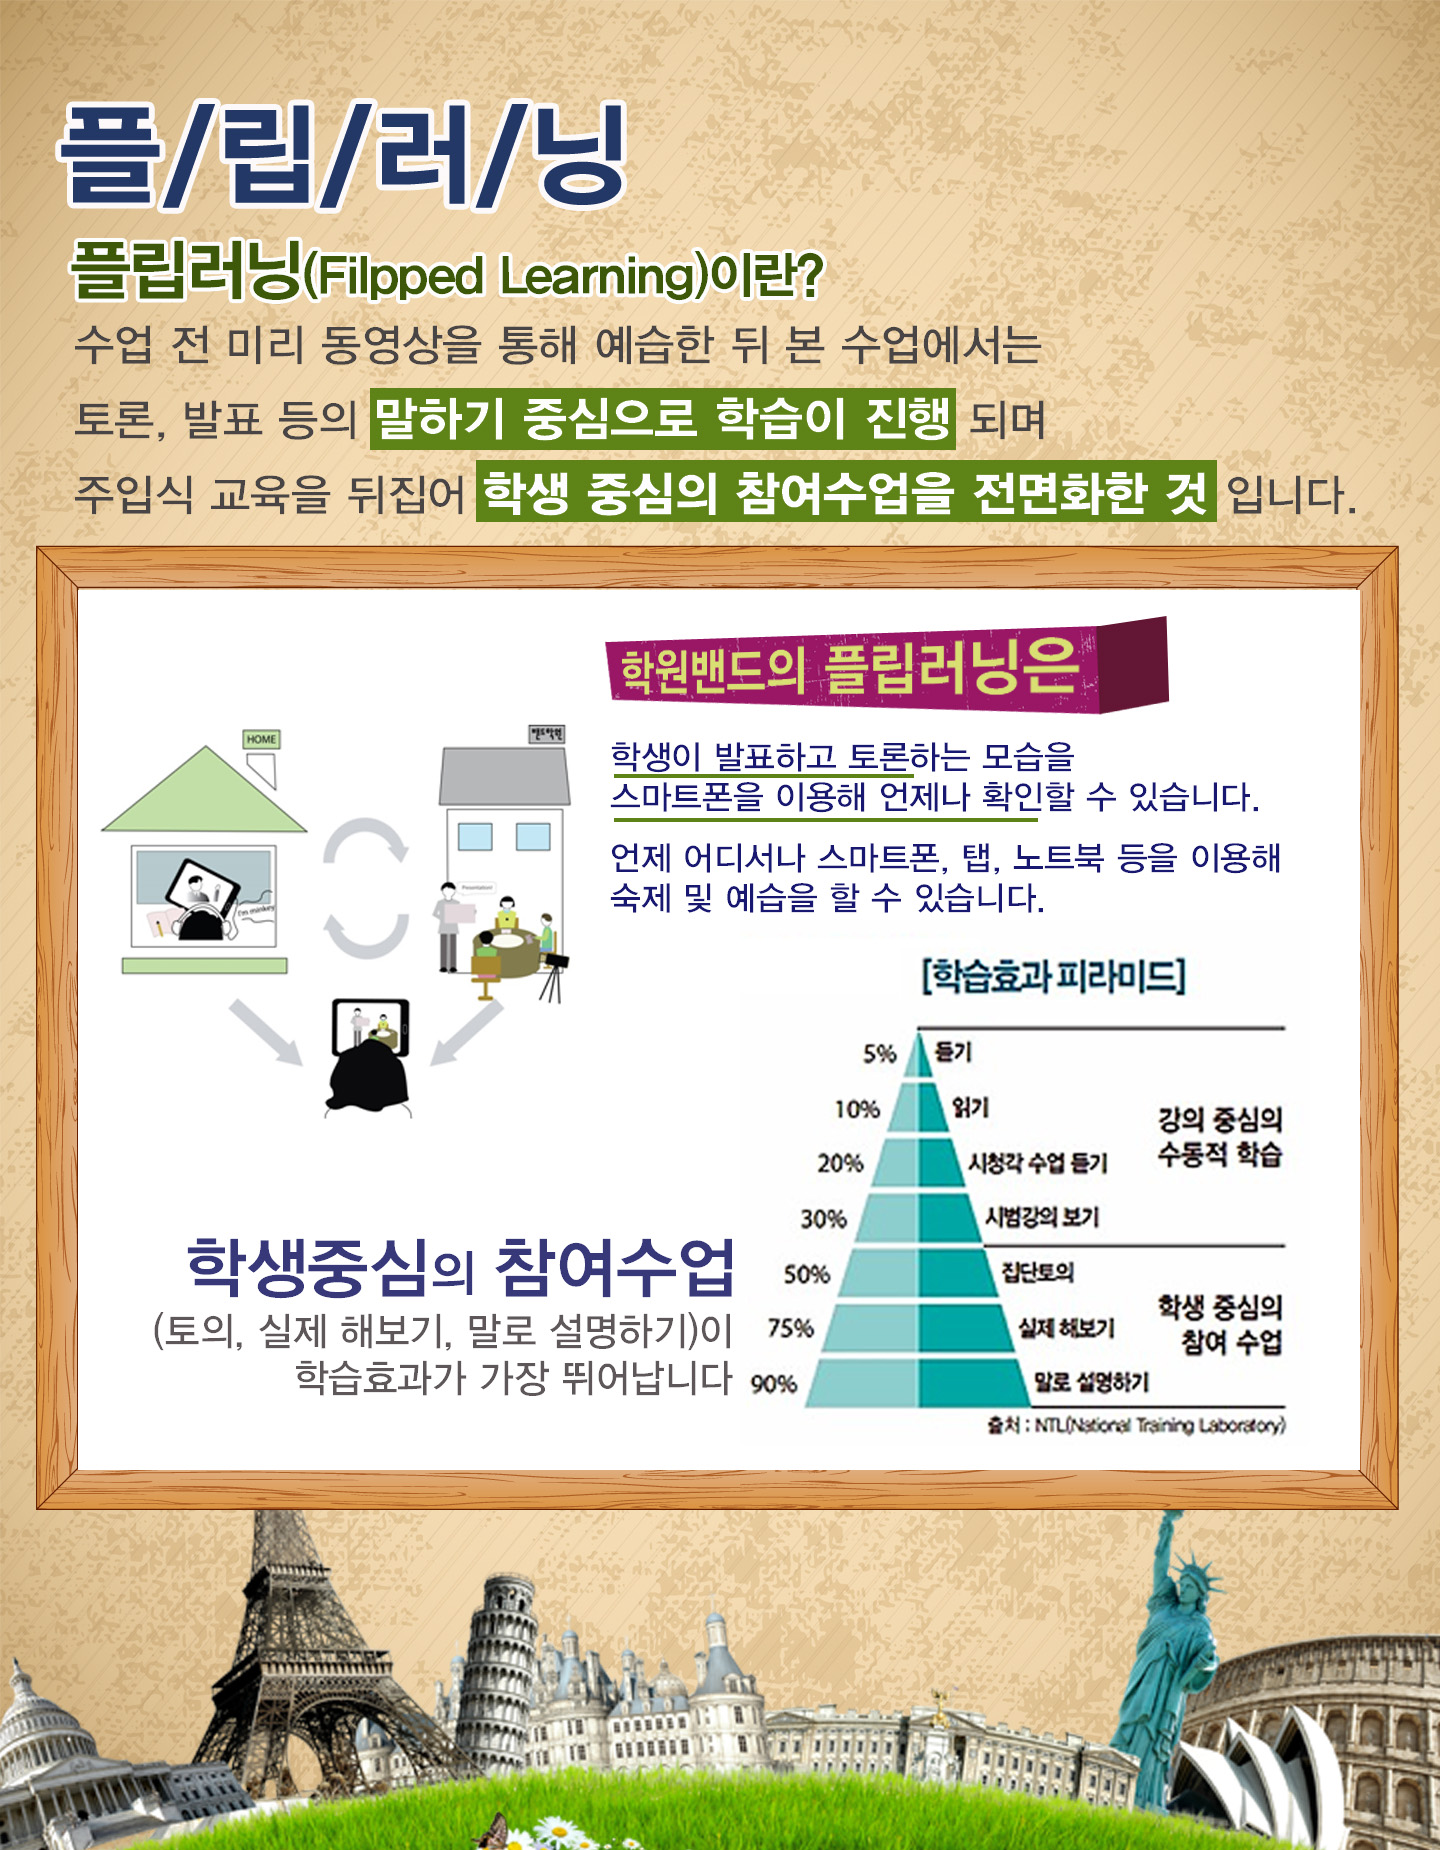 플/립/러/닝
플립러닝(Filpped Learning)이란?
수업 전 미리 동영상을 통해 예습한 뒤 본 수업에서는
토론, 발표 등의 말하기 중심으로 학습이 진행 되며
주입식 교육을 뒤집어 학생 중심의 참여수업을 전면화한 것 입니다.
학원밴드의 플립러닝은
학생이 발표하고 토론하는 모습을
스마트폰을 이용해 언제나 확인할 수 있습니다.
언제 어디서나 스마트폰, 탭, 노트북 등을 이용해
숙제 및 예습을 할 수 있습니다.
HOME
밴드학원
I'm minkey
Presentation!
[학습효과 피라미드]
5% 듣기
10% 읽기
20% 시청각 수업 듣기
30% 시범강의 보기
강의 중심의
수동적 학습
50% 집단토의
75% 실제 해보기
90% 말로 설명하기
학생 중심의
참여 수업
출처 : NTL(National Training Laboratory)
학생중심의 참여수업
(토의, 실제 해보기, 말로 설명하기)이
학습효과가 가장 뛰어납니다